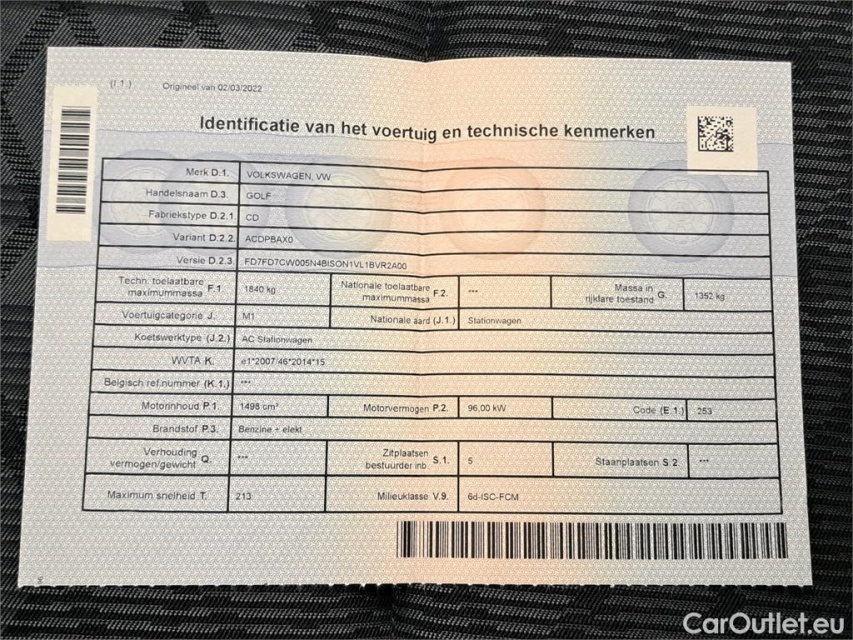 (I.1.) Origineel van 02/03/2022
Identificatie van het voertuig en technische kenmerken
Merk D.1. VOLKSWAGEN, VW
Handelsnaam D.3. GOLF
Fabriekstype D.2.1. CD
Variant D.2.2. ACDPBAX0
Versie D.2.3. FD7FD7CW005N4BISON1VL1BVR2A00
Techn. toelaatbare maximummassa F.1 1840 kg Nationale toelaatbare maximummassa F.2. *** Massa in rijklare toestand G. 1352 kg
Voertuigcategorie J. M1 Nationale aard (J.1.) Stationwagen
Koetswerktype (J.2.) AC Stationwagen
WVTA K. e1*2007/46*2014*15
Belgisch ref.nummer (K.1.) ***
Motorinhoud P.1. 1498 cm³ Motorvermogen P.2. 96,00 kW Code (E.1.) 253
Brandstof P.3. Benzine + elekt
Verhouding vermogen/gewicht Q. *** Zitplaatsen bestuurder inb. S.1. 5 Staanplaatsen S.2. ***
Maximum snelheid T. 213 Milieuklasse V.9. 6d-ISC-FCM
CarOutlet.eu